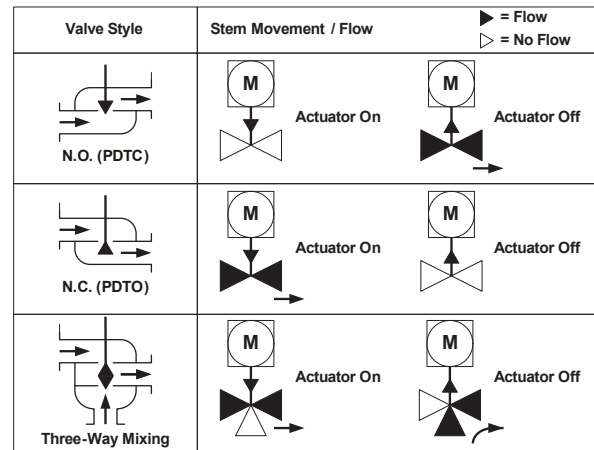 Valve Style
Stem Movement / Flow
= Flow
= No Flow
N.O. (PDTC)
M
Actuator On
M
Actuator Off
N.C. (PDTO)
M
Actuator On
M
Actuator Off
Three-Way Mixing
M
Actuator On
M
Actuator Off